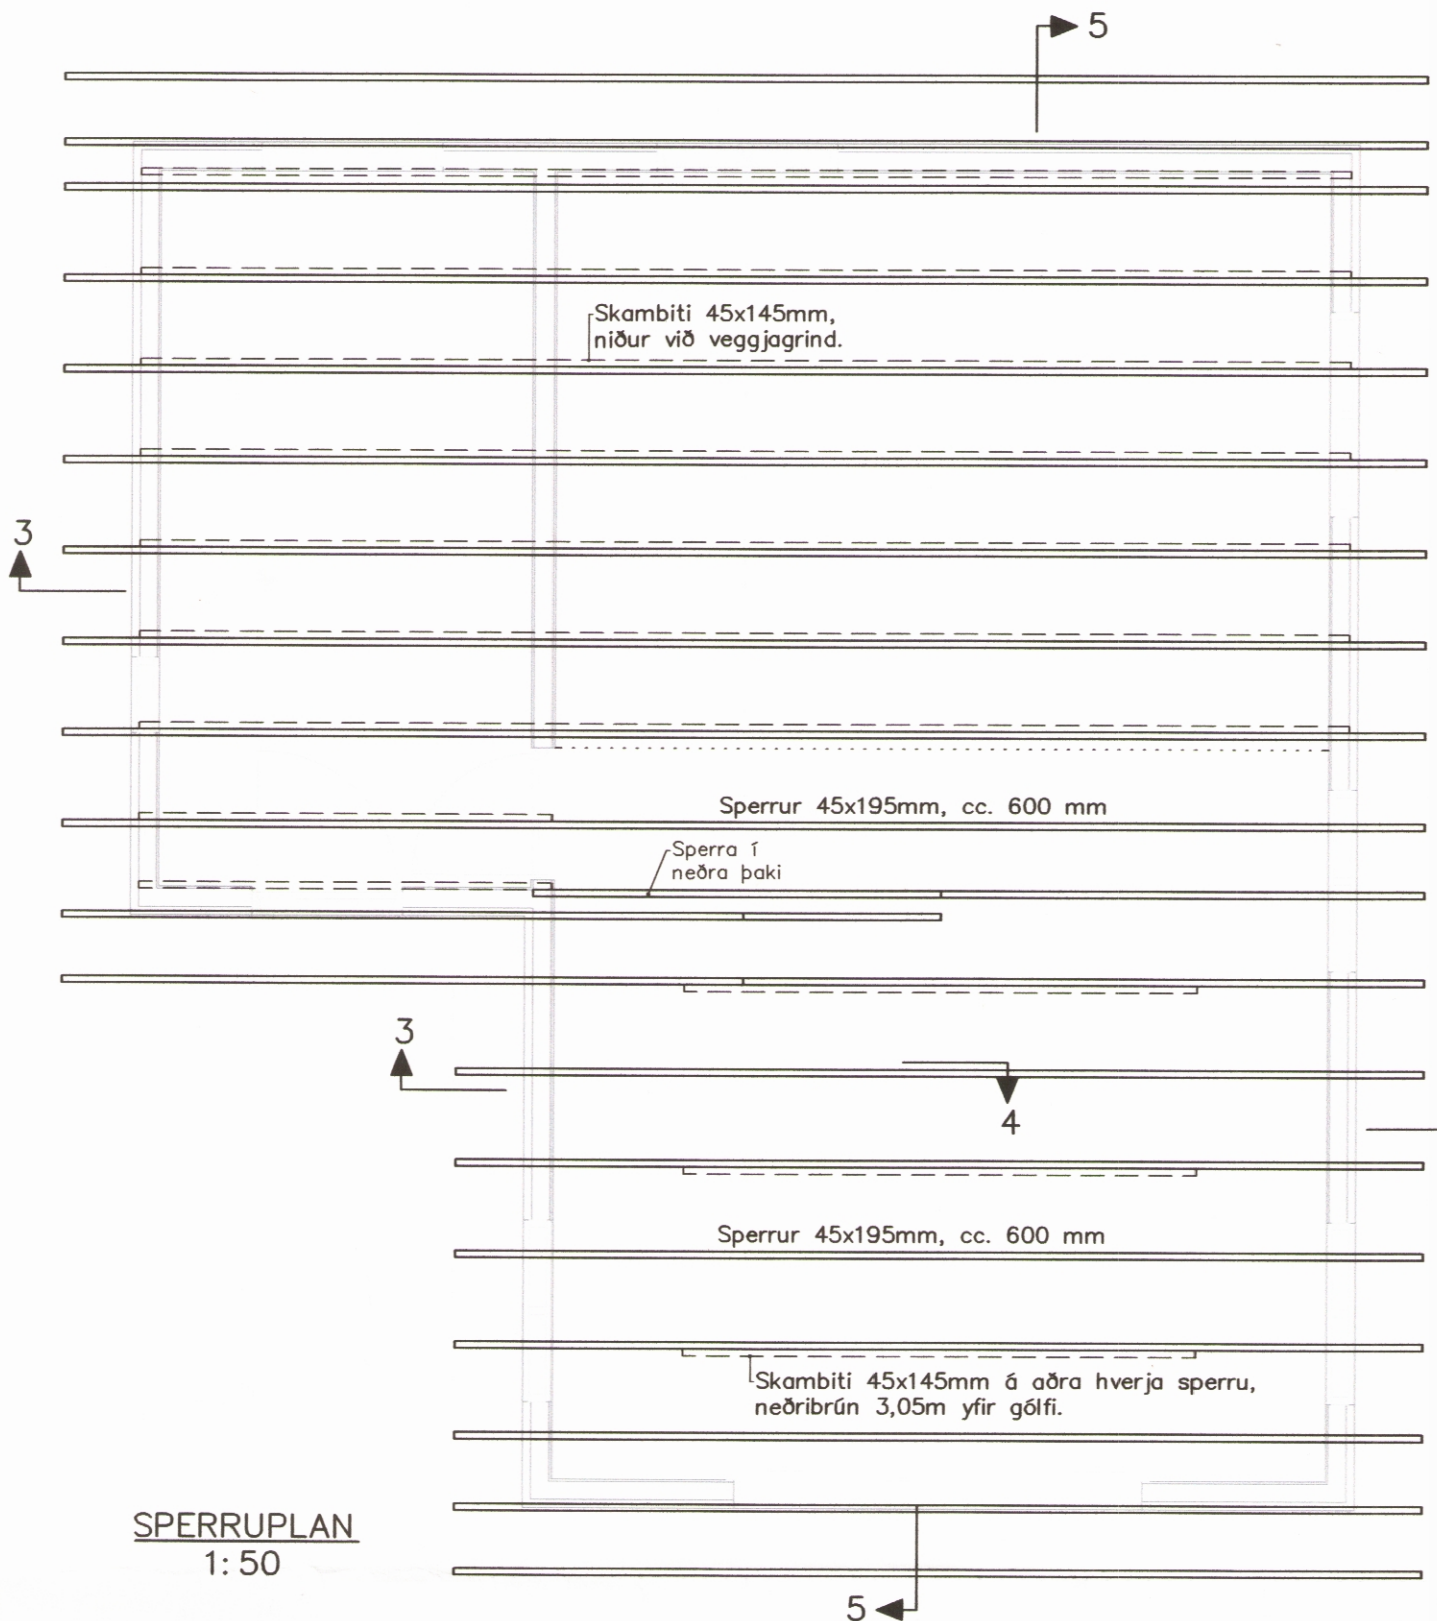 5
Skambiti 45x145mm,
niður við veggjagrind.
3
Sperrur 45x195mm, cc. 600 mm
Sperra í
neðra þaki
3
4
Sperrur 45x195mm, cc. 600 mm
Skambiti 45x145mm á aðra hverja sperru,
neðribrún 3,05m yfir gólfi.
SPERRUPLAN
1:50
5